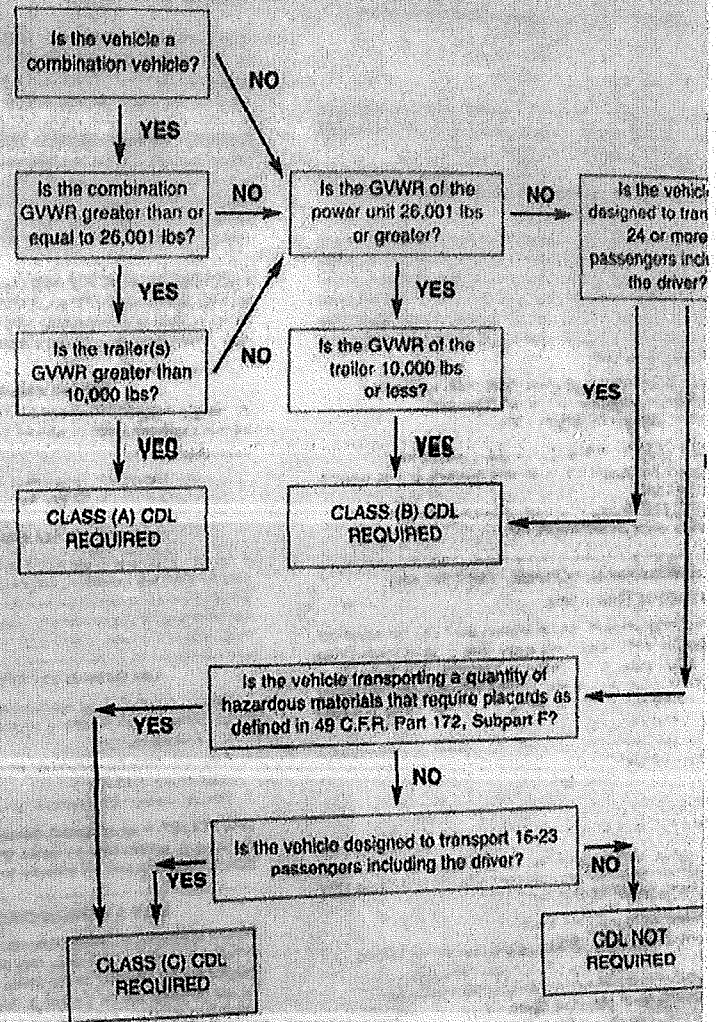 Is the vehicle a
combination vehicle?
NO
YES
Is the combination
GVWR greater than or
equal to 26,001 lbs?
NO
Is the GVWR of the
power unit 26,001 lbs
or greater?
NO
Is the
designed to
24 or more
passengers
the driver?
YES
NO
YES
YES
Is the trailer(s)
GVWR greater than
10,000 lbs?
Is the GVWR of the
trailer 10,000 lbs
or less?
YES
YES
CLASS (A) CDL
REQUIRED
CLASS (B) CDL
REQUIRED
Is the vehicle transporting a quantity of
hazardous materials that require placards as
defined in 49 C.F.R. Part 172, Subpart F?
YES
NO
Is the vehicle designed to transport 16-23
passengers including the driver?
YES
NO
CLASS (C) CDL
REQUIRED
CDL NOT
REQUIRED